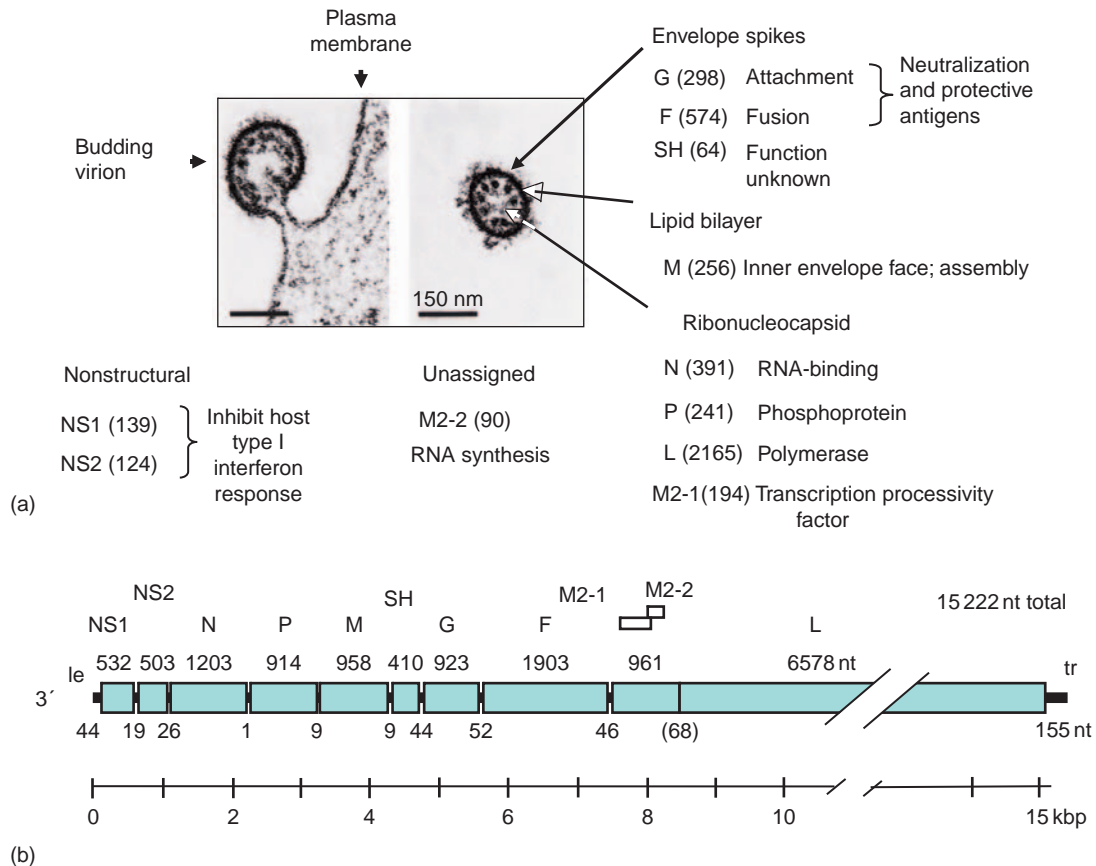 Plasma
membrane
Budding
virion
150 nm
Envelope spikes
G (298) Attachment
F (574) Fusion
Neutralization
and protective
antigens
SH (64) Function
unknown
Lipid bilayer
M (256) Inner envelope face; assembly
Ribonucleocapsid
N (391) RNA-binding
P (241) Phosphoprotein
L (2165) Polymerase
M2-1(194) Transcription processivity
factor
Nonstructural
NS1 (139)
NS2 (124)
Inhibit host
type I
interferon
response
Unassigned
M2-2 (90)
RNA synthesis
(a)
NS2 SH M2-1 M2-2 15 222 nt total
NS1 N P M G F L
le 532 503 1203 914 958 410 923 1903 961 6578 nt tr
3´
44 19 26 1 9 9 44 52 46 (68) 155 nt
0 2 4 6 8 10 15 kbp
(b)